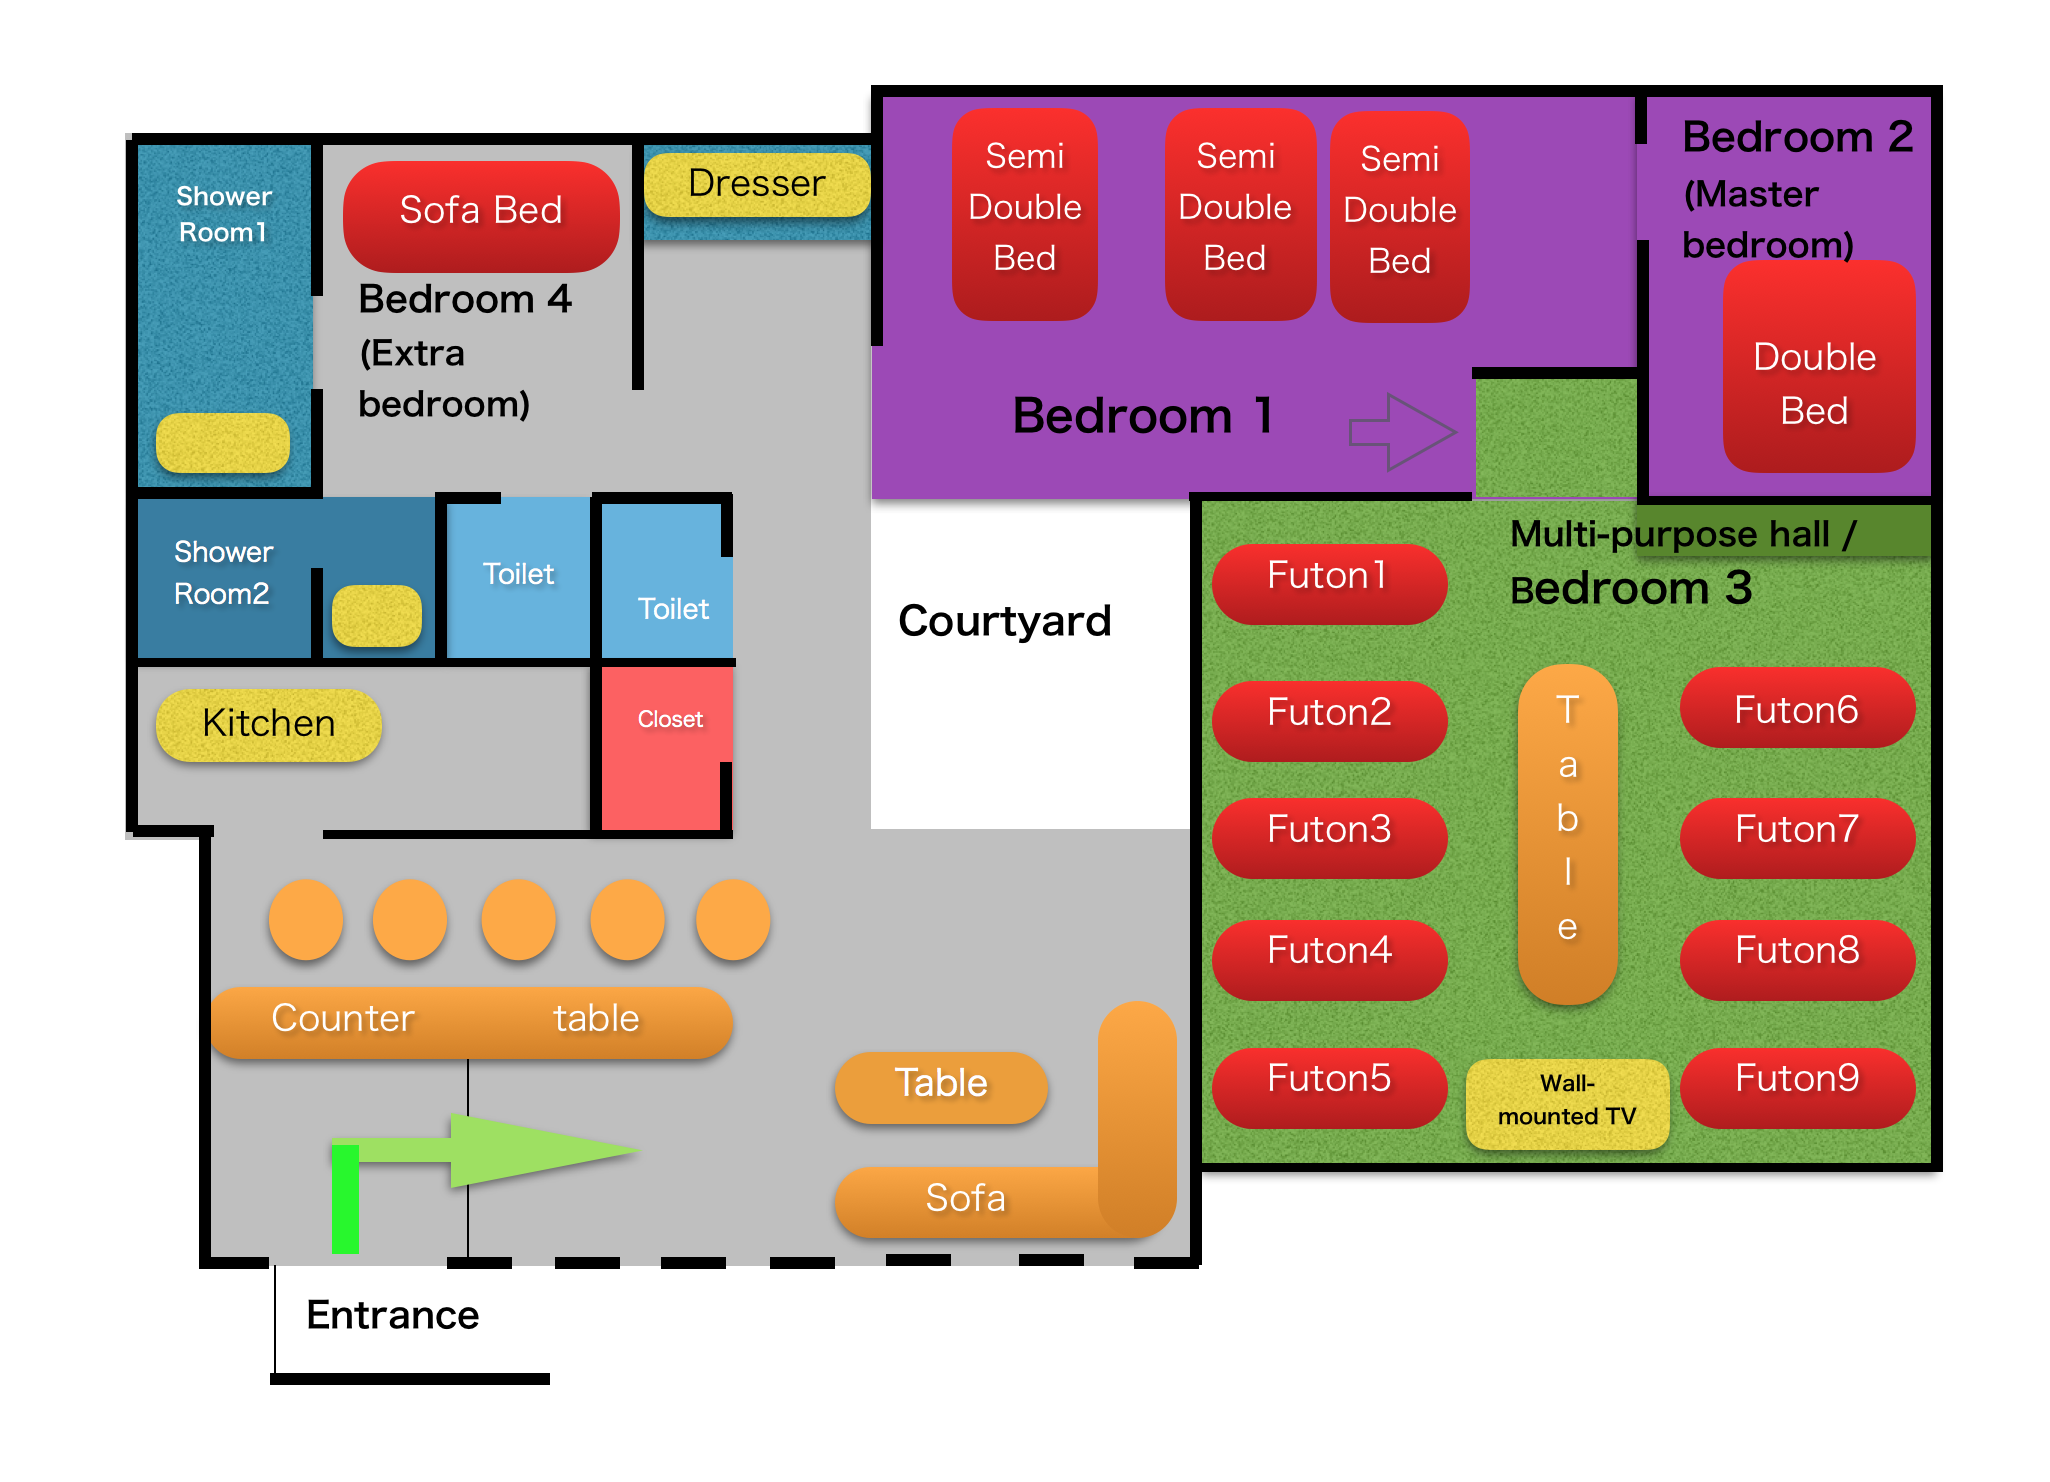 Shower
Room1
Sofa Bed
Bedroom 4
(Extra
bedroom)
Dresser
Semi
Double
Bed
Semi
Double
Bed
Semi
Double
Bed
Bedroom 1
Bedroom 2
(Master
bedroom)
Double
Bed
Shower
Room2
Toilet
Toilet
Kitchen
Closet
Courtyard
Multi-purpose hall /
Bedroom 3
Futon1
Futon2
Futon3
Futon4
Futon5
T
a
b
l
e
Futon6
Futon7
Futon8
Futon9
Wall-
mounted TV
Counter table
Table
Sofa
Entrance